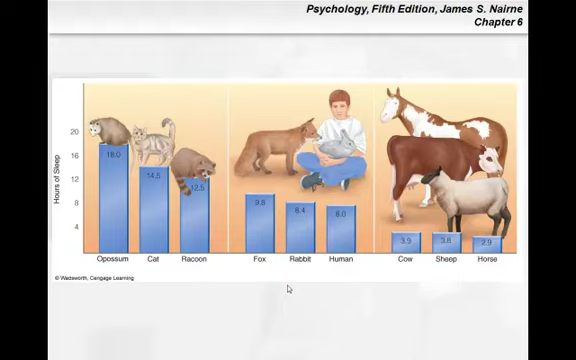 Psychology, Fifth Edition, James S. Nairne
Chapter 6
Hours of Sleep
20
16
12
8
4
18.0
14.5
12.5
9.8
8.4
8.0
3.9
3.8
2.9
Opossum Cat Racoon Fox Rabbit Human Cow Sheep Horse
© Wadsworth, Cengage Learning